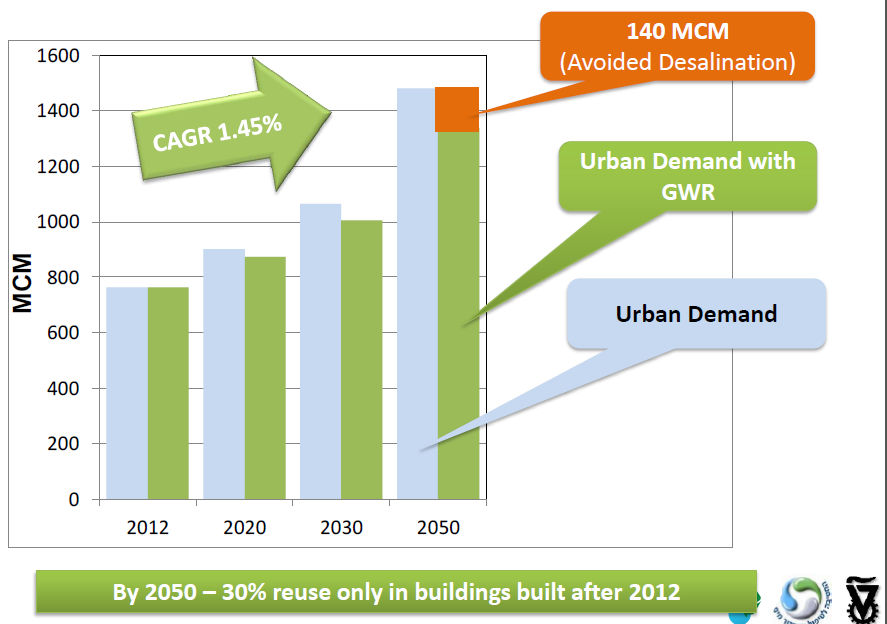 140 MCM
(Avoided Desalination)
1600
1400
1200
1000
800
600
400
200
0
MCM
CAGR 1.45%
Urban Demand with
GWR
Urban Demand
2012 2020 2030 2050
By 2050 – 30% reuse only in buildings built after 2012